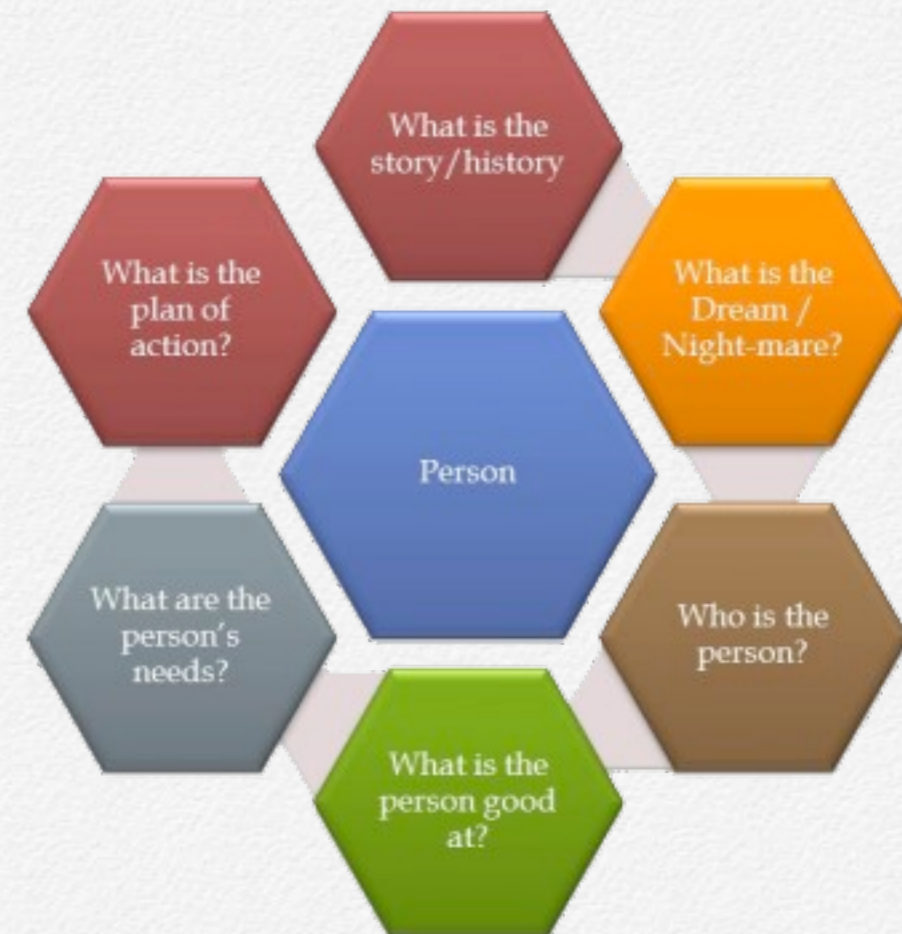 What is the
story/history
What is the
Dream /
Night-mare?
Who is the
person?
What is the
person good
at?
What are the
person's
needs?
What is the
plan of
action?
Person